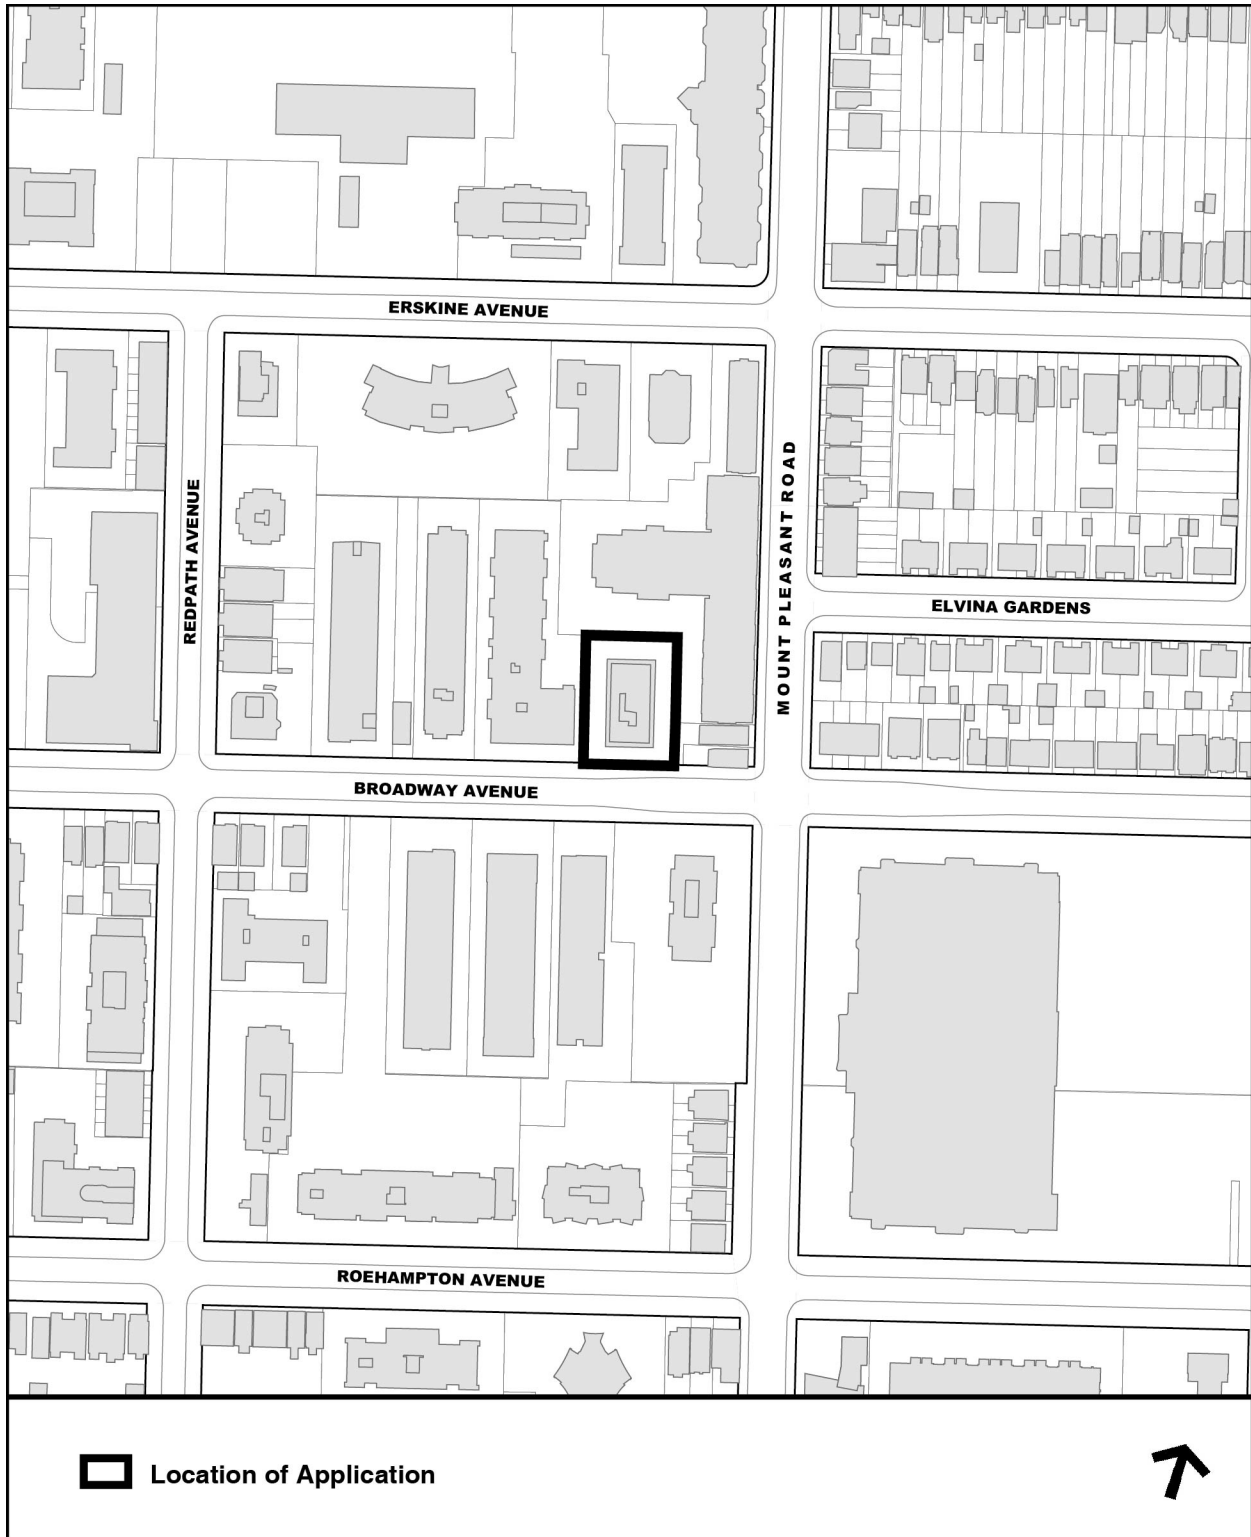 ERSKINE AVENUE
REDPATH AVENUE
MOUNT PLEASANT ROAD
ELVINA GARDENS
BROADWAY AVENUE
ROEHAMPTON AVENUE
Location of Application